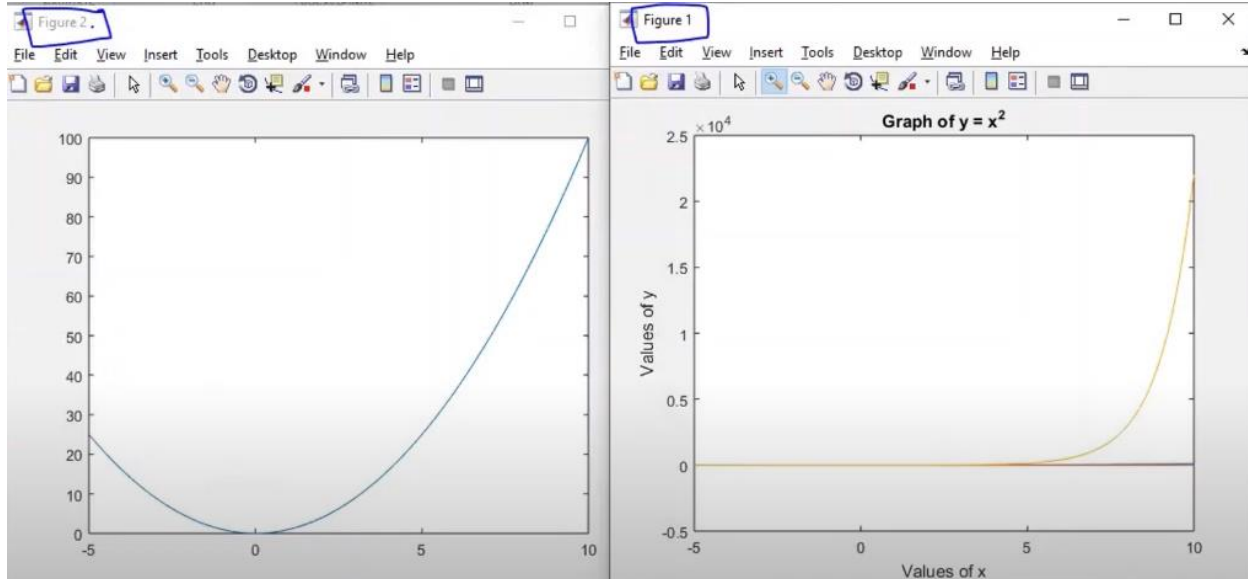 Figure 2
File Edit View Insert Tools Desktop Window Help
100
90
80
70
60
50
40
30
20
10
0
-5 0 5 10
Figure 1
File Edit View Insert Tools Desktop Window Help
Graph of y = x²
×10⁴
2.5
2
1.5
1
0.5
0
-0.5
Values of y
-5 0 5 10
Values of x